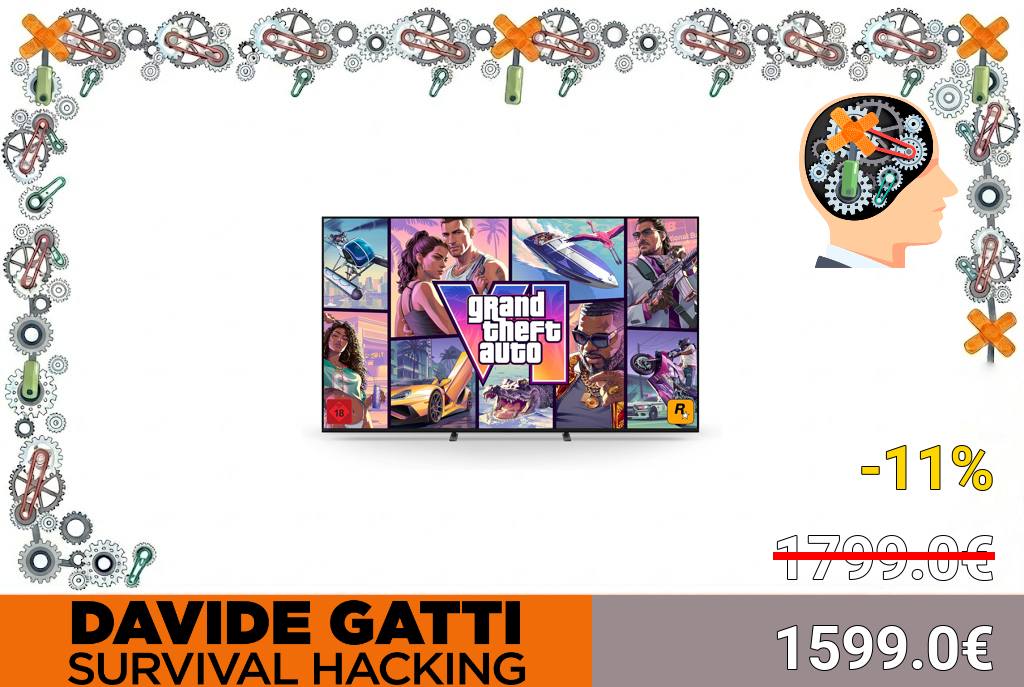 grand
theft
auto
VI
18
R
-11%
1799.0€
DAVIDE GATTI
SURVIVAL HACKING
1599.0€